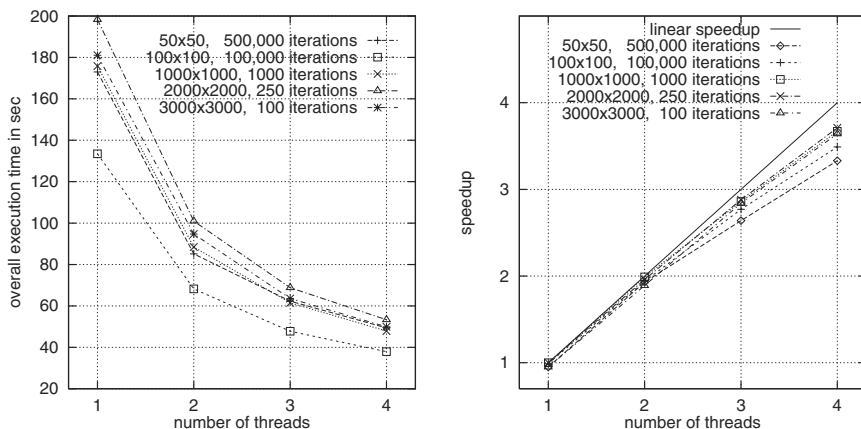 200
180
160
140
120
100
80
60
40
20
overall execution time in sec
1 2 3 4
number of threads
50x50, 500,000 iterations
100x100, 100,000 iterations
1000x1000, 1000 iterations
2000x2000, 250 iterations
3000x3000, 100 iterations
4
3
2
1
speedup
1 2 3 4
number of threads
linear speedup
50x50, 500,000 iterations
100x100, 100,000 iterations
1000x1000, 1000 iterations
2000x2000, 250 iterations
3000x3000, 100 iterations